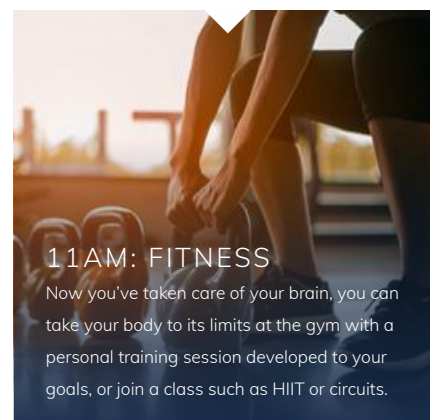 11AM: FITNESS
Now you've taken care of your brain, you can
take your body to its limits at the gym with a
personal training session developed to your
goals, or join a class such as HIIT or circuits.